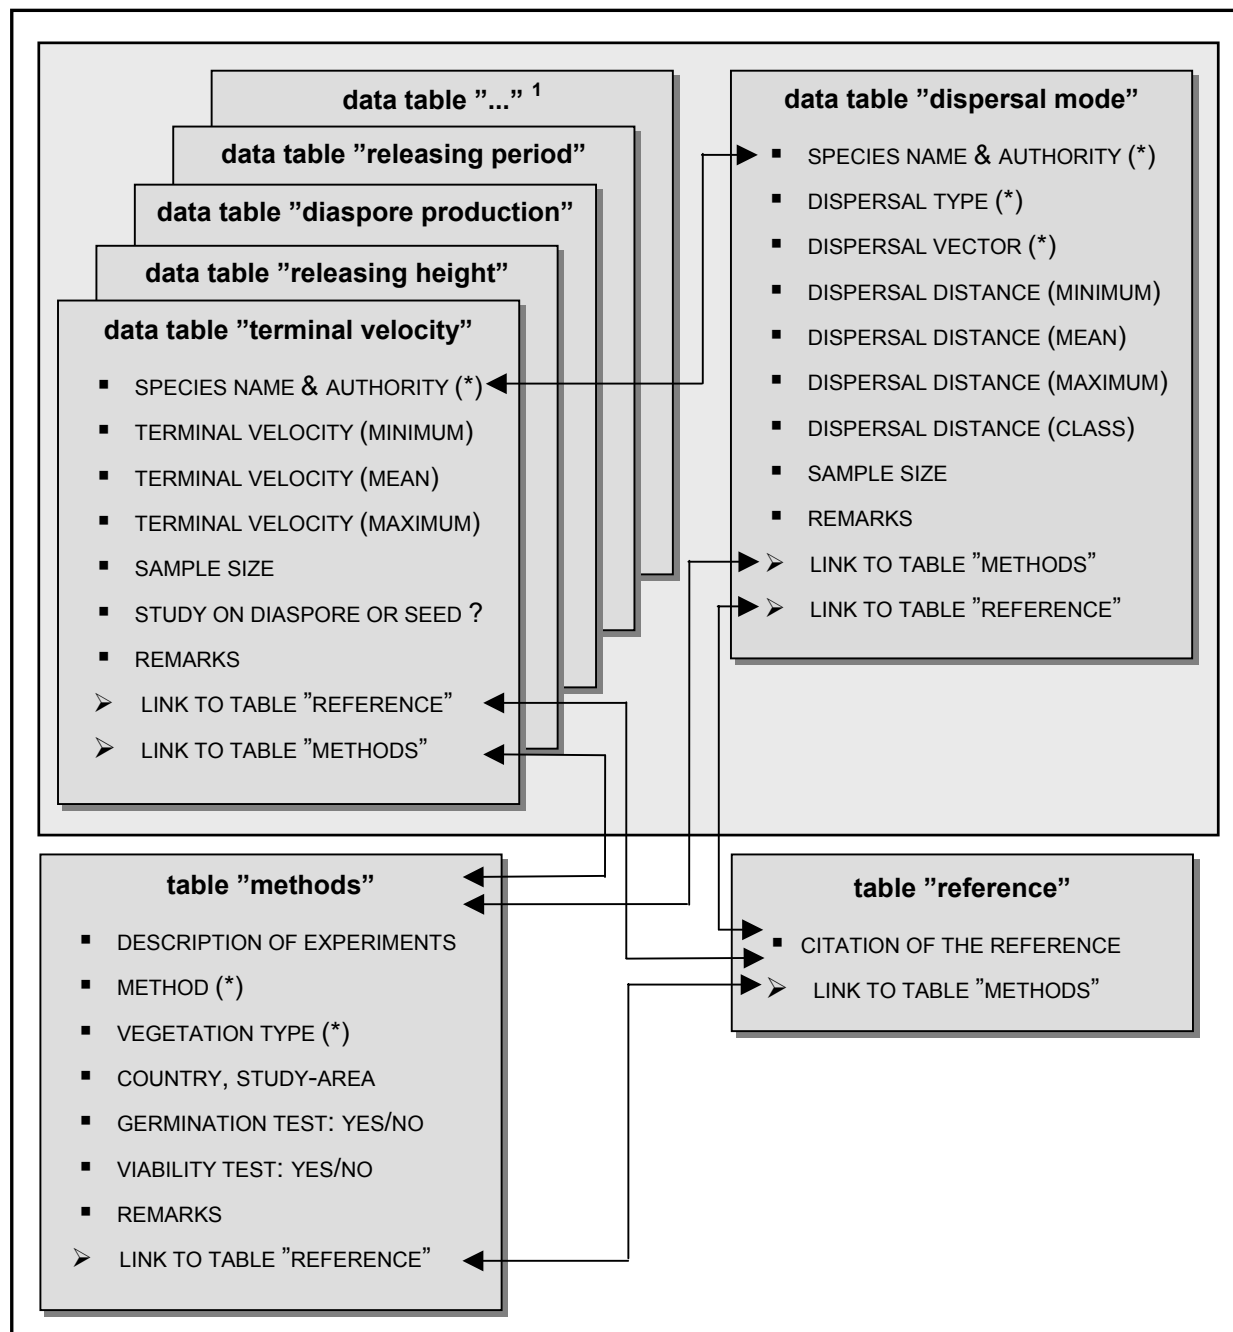 data table "..." 1
data table ”releasing period”
data table "diaspore production”
data table "releasing height"
data table ”terminal velocity”
▪ SPECIES NAME & AUTHORITY (*)
▪ TERMINAL VELOCITY (MINIMUM)
▪ TERMINAL VELOCITY (MEAN)
▪ TERMINAL VELOCITY (MAXIMUM)
▪ SAMPLE SIZE
▪ STUDY ON DIASPORE OR SEED ?
▪ REMARKS
➢ LINK TO TABLE ”REFERENCE”
➢ LINK TO TABLE ”METHODS”
data table ”dispersal mode”
▪ SPECIES NAME & AUTHORITY (*)
▪ DISPERSAL TYPE (*)
▪ DISPERSAL VECTOR (*)
▪ DISPERSAL DISTANCE (MINIMUM)
▪ DISPERSAL DISTANCE (MEAN)
▪ DISPERSAL DISTANCE (MAXIMUM)
▪ DISPERSAL DISTANCE (CLASS)
▪ SAMPLE SIZE
▪ REMARKS
➢ LINK TO TABLE ”METHODS”
➢ LINK TO TABLE ”REFERENCE”
table ”methods”
▪ DESCRIPTION OF EXPERIMENTS
▪ METHOD (*)
▪ VEGETATION TYPE (*)
▪ COUNTRY, STUDY-AREA
▪ GERMINATION TEST: YES/NO
▪ VIABILITY TEST: YES/NO
▪ REMARKS
➢ LINK TO TABLE ”REFERENCE”
table ”reference”
▪ CITATION OF THE REFERENCE
➢ LINK TO TABLE ”METHODS”